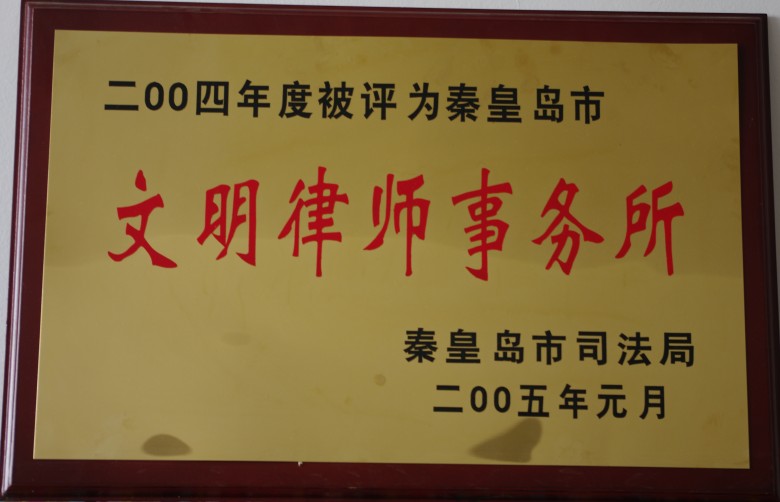 二00四年度被评为秦皇岛市
文明律师事务所
秦皇岛市司法局
二00五年元月